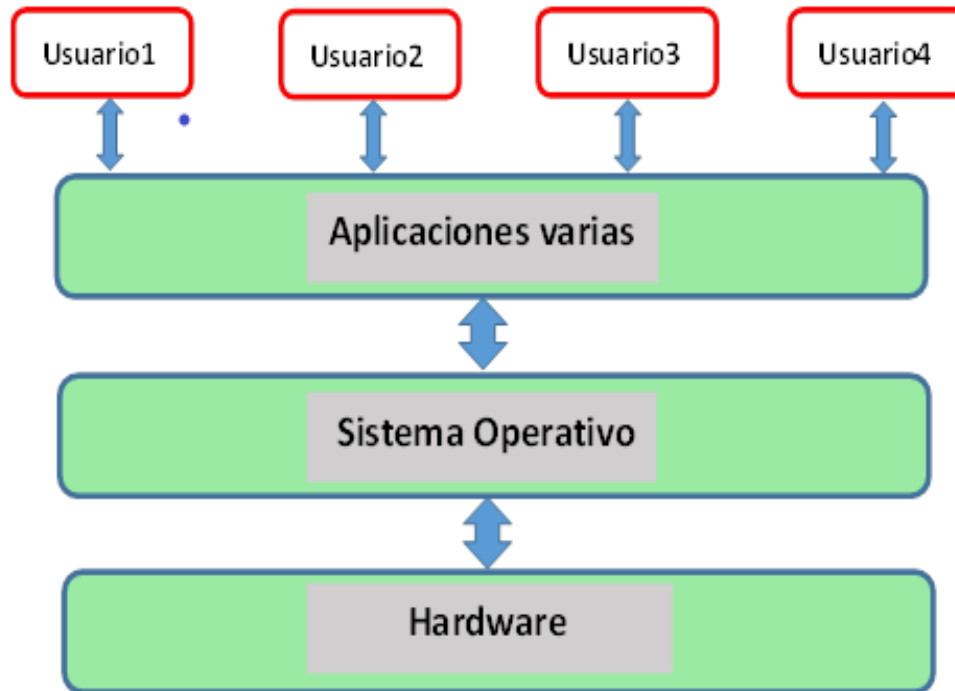 Usuario1
Usuario2
Usuario3
Usuario4
Aplicaciones varias
Sistema Operativo
Hardware